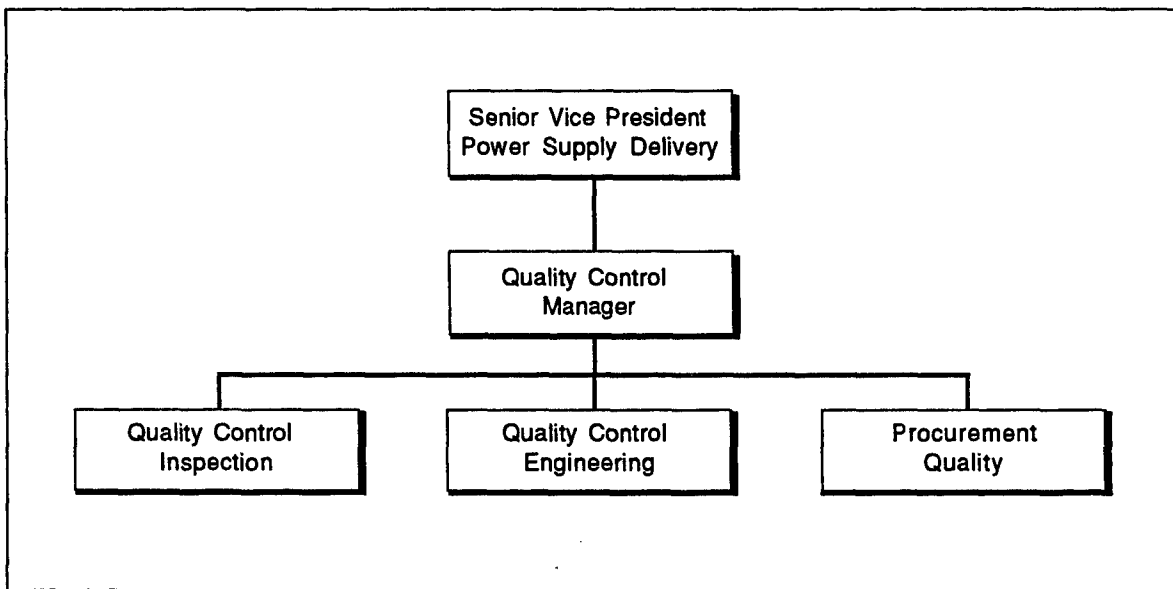 Senior Vice President
Power Supply Delivery
Quality Control
Manager
Quality Control
Inspection
Quality Control
Engineering
Procurement
Quality